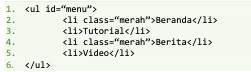 1. <ul id=“menu”>
2. <li class=“merah”>Beranda</li>
3. <li>Tutorial</li>
4. <li class=“merah”>Berita</li>
5. <li>Video</li>
6. </ul>